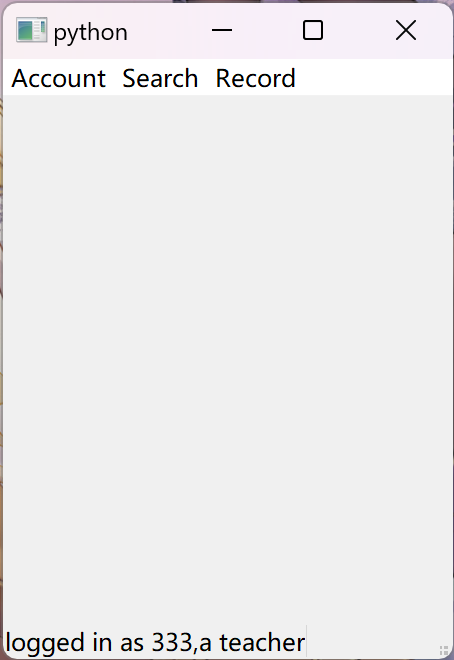 python
Account Search Record
logged in as 333,a teacher